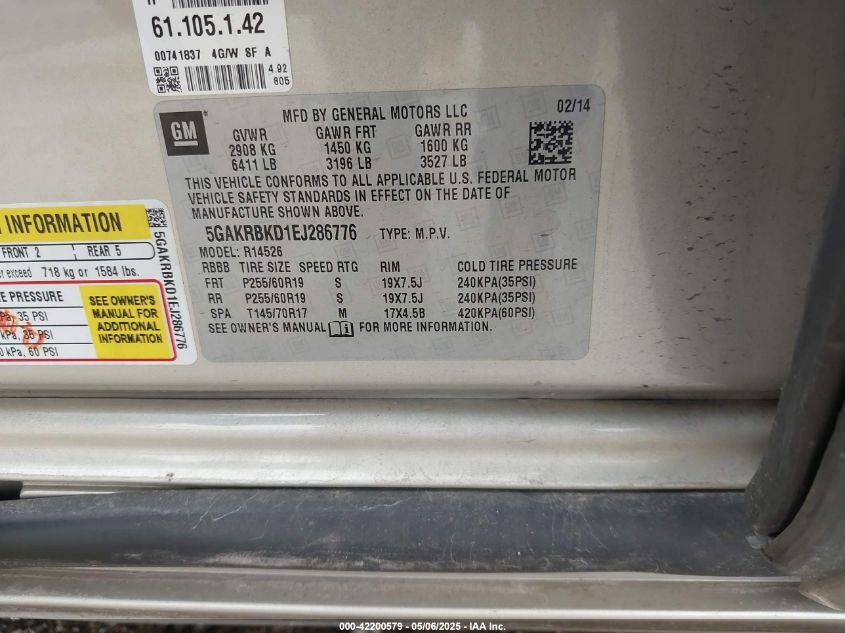 61.105.1.42
00741837 4G/W SF A
4.92
805
GM
MFD BY GENERAL MOTORS LLC 02/14
GVWR GAWR FRT GAWR RR
2908 KG 1450 KG 1600 KG
6411 LB 3196 LB 3527 LB
THIS VEHICLE CONFORMS TO ALL APPLICABLE U.S. FEDERAL MOTOR
VEHICLE SAFETY STANDARDS IN EFFECT ON THE DATE OF
MANUFACTURE SHOWN ABOVE.
5GAKRBKD1EJ286776 TYPE: M.P.V.
MODEL: R14526
RBBB TIRE SIZE SPEED RTG RIM COLD TIRE PRESSURE
FRT P255/60R19 S 19X7.5J 240KPA(35PSI)
RR P255/60R19 S 19X7.5J 240KPA(35PSI)
SPA T145/70R17 M 17X4.5B 420KPA(60PSI)
SEE OWNER'S MANUAL FOR MORE INFORMATION.
INFORMATION
FRONT 2 REAR 5
exceed 718 kg or 1584 lbs.
PRESSURE
35 PSI
35 PSI
kPa, 60 PSI
SEE OWNER'S
MANUAL FOR
ADDITIONAL
INFORMATION
5GAKRBKD1EJ286776
000-42200579 — 05/06/2025 — IAA Inc.